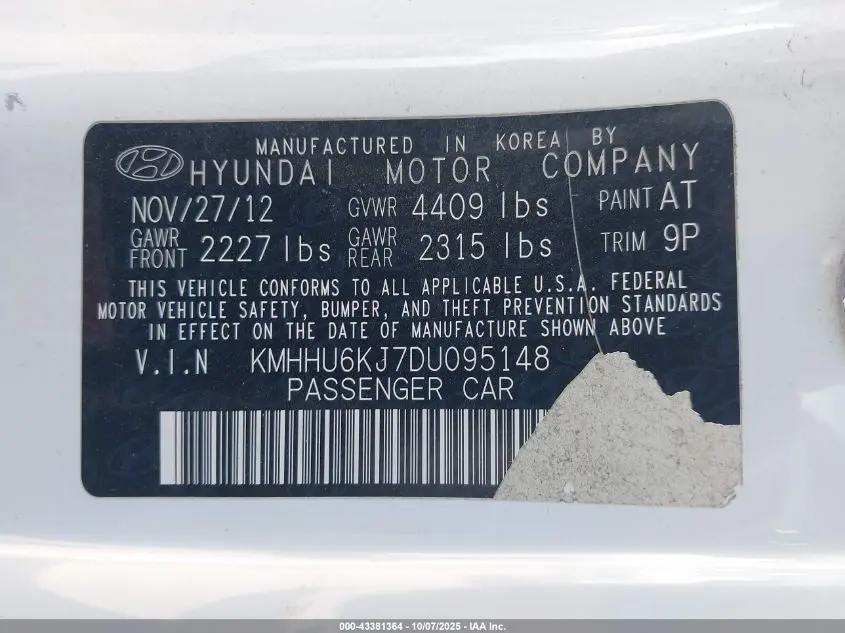 MANUFACTURED IN KOREA BY
HYUNDAI MOTOR COMPANY
NOV/27/12 GVWR 4409 lbs PAINT AT
GAWR FRONT 2227 lbs GAWR REAR 2315 lbs TRIM 9P
THIS VEHICLE CONFORMS TO ALL APPLICABLE U.S.A. FEDERAL
MOTOR VEHICLE SAFETY, BUMPER, AND THEFT PREVENTION STANDARDS
IN EFFECT ON THE DATE OF MANUFACTURE SHOWN ABOVE
V.I.N KMHHU6KJ7DU095148
PASSENGER CAR
000-43381364 - 10/07/2025 - IAA Inc.